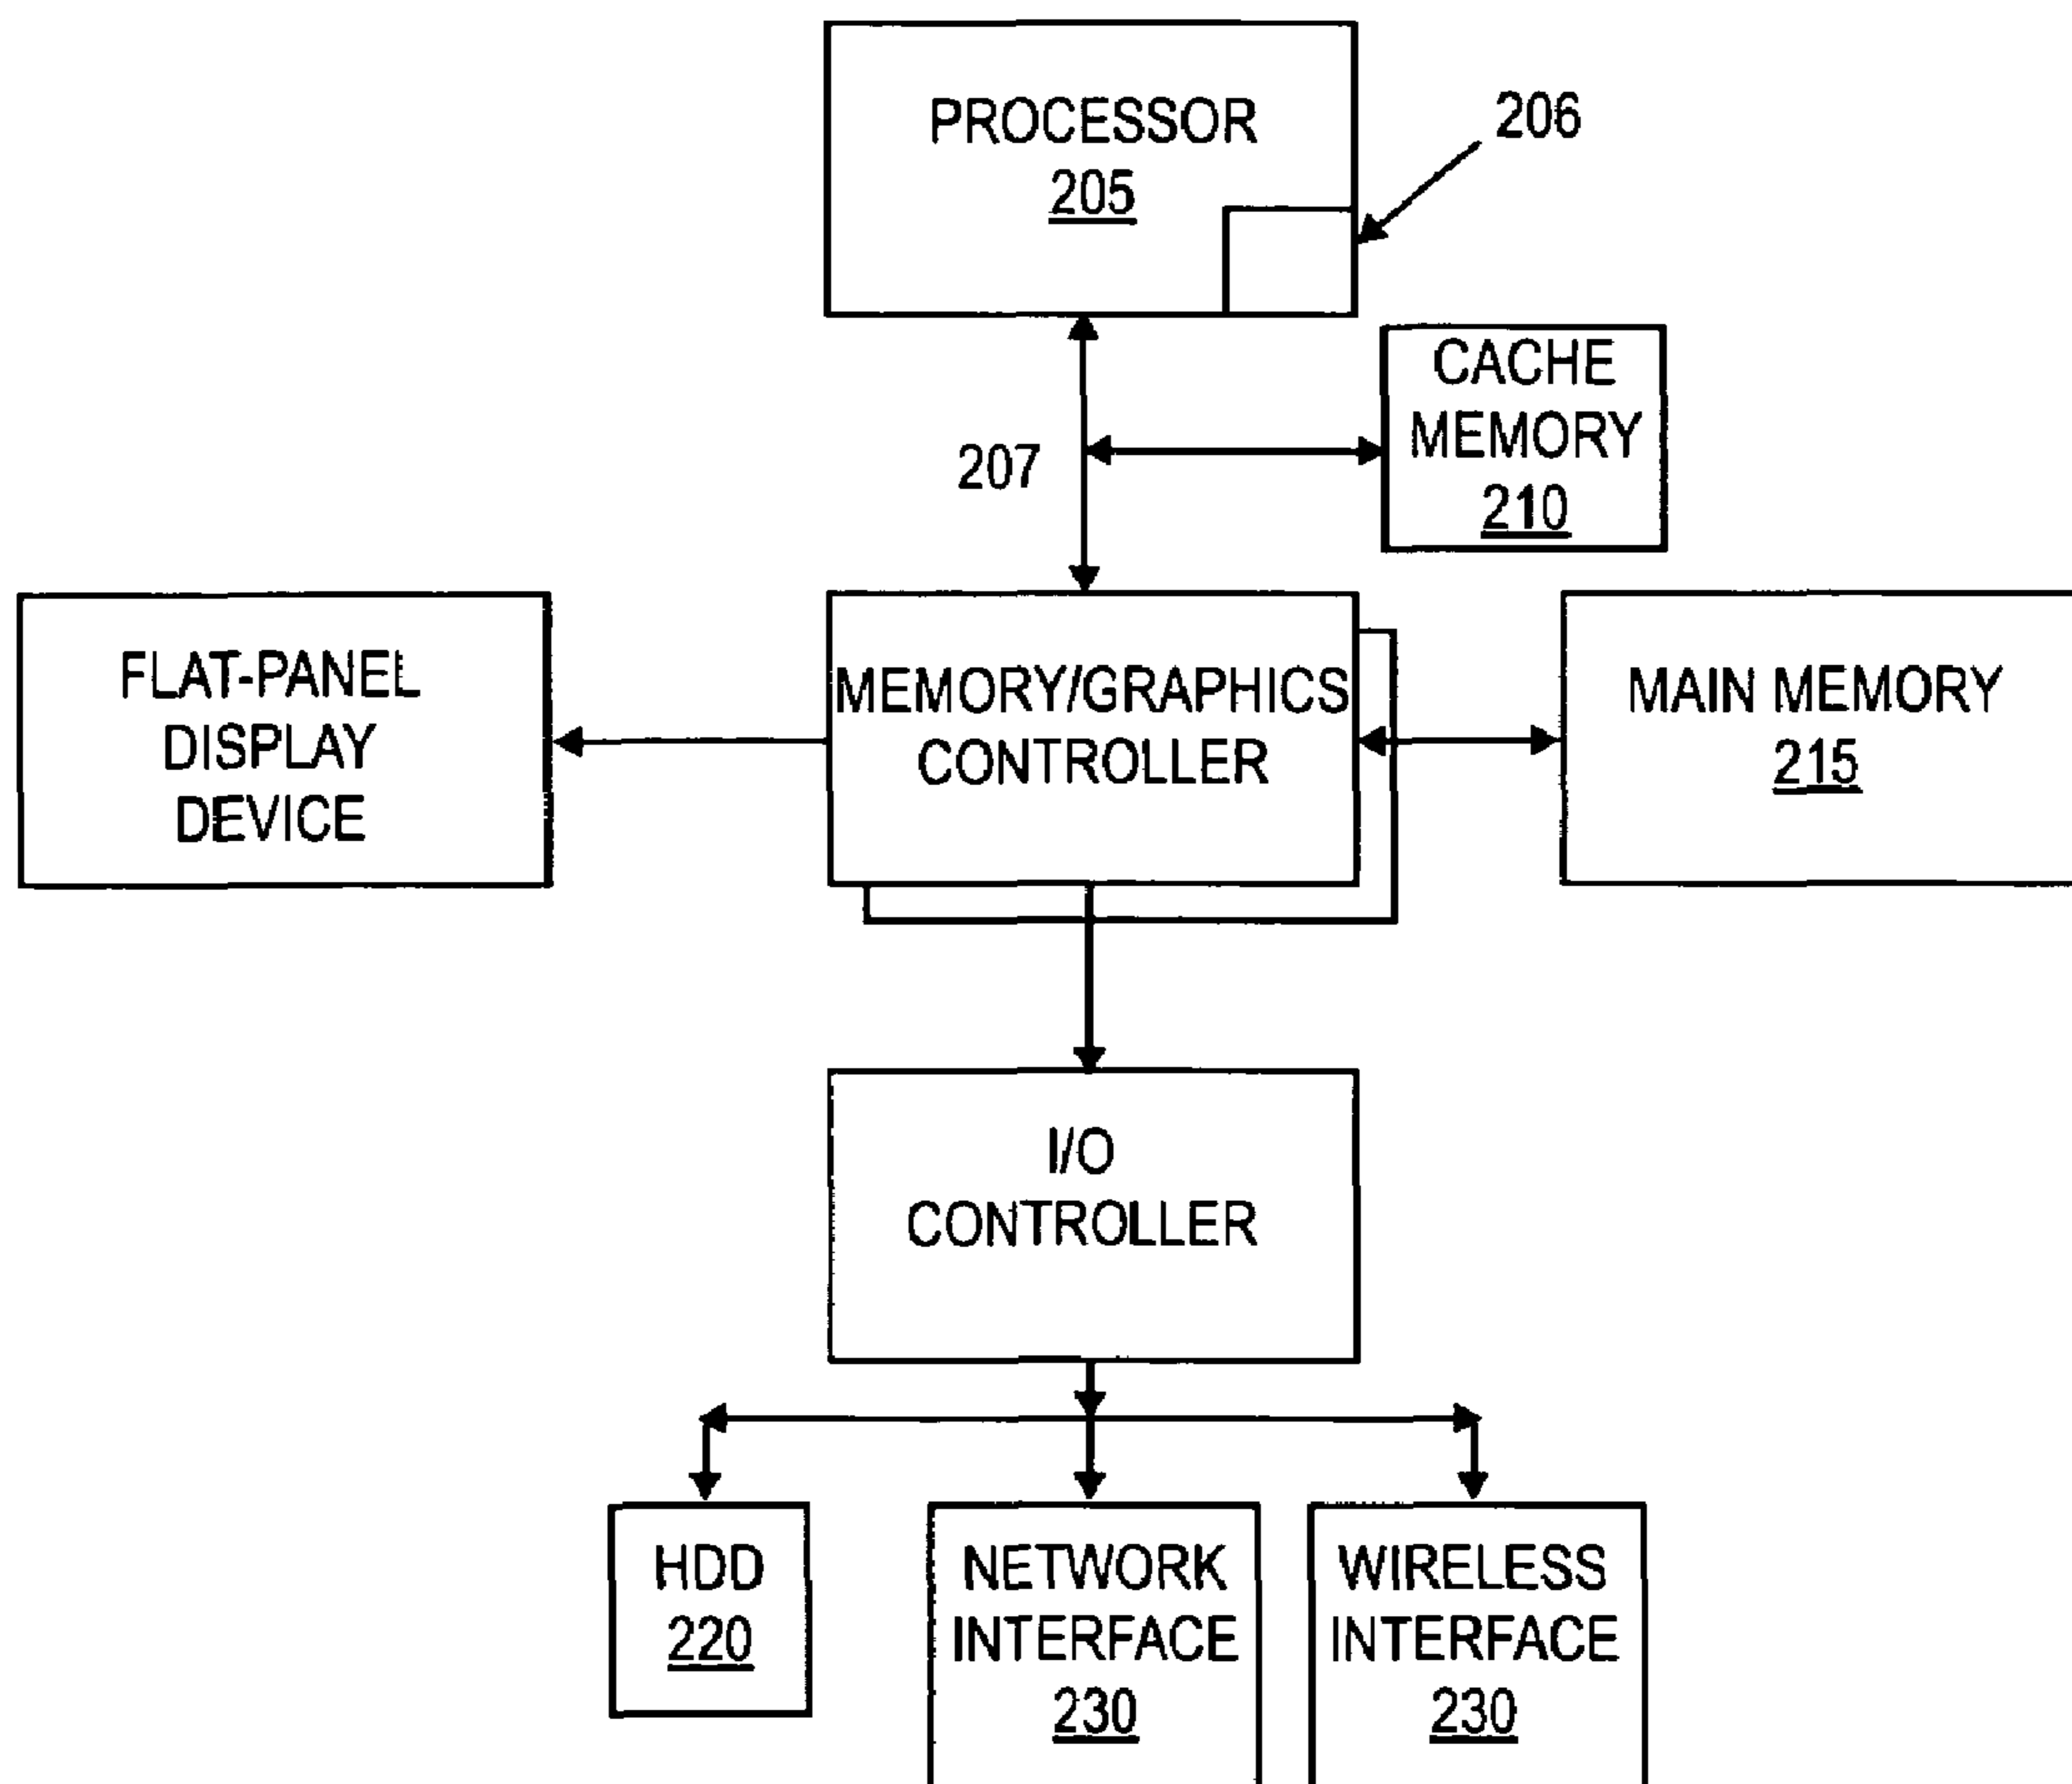 PROCESSOR
205
206
CACHE
MEMORY
210
207
FLAT-PANEL
DISPLAY
DEVICE
MEMORY/GRAPHICS
CONTROLLER
MAIN MEMORY
215
I/O
CONTROLLER
HDD
220
NETWORK
INTERFACE
230
WIRELESS
INTERFACE
230